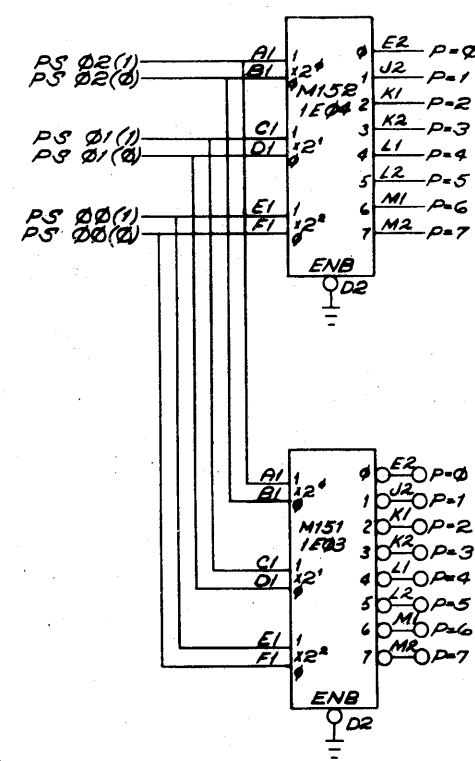 PS Ø2(1) A1 1 Ø E2 P=Ø
PS Ø2(Ø) B1 x2⁰ Ø 1 J2 P=1
M152 2 K1 P=2
1EØ4
PS Ø1(1) C1 1 3 K2 P=3
PS Ø1(Ø) D1 x2¹ Ø 4 L1 P=4
5 L2 P=5
PS ØØ(1) E1 1 6 M1 P=6
PS ØØ(Ø) F1 x2² Ø 7 M2 P=7
ENB
D2
A1 1 Ø E2 P=Ø
B1 x2⁰ Ø 1 J2 P=1
M151 2 K1 P=2
1EØ3 3 K2 P=3
C1 1 4 L1 P=4
D1 x2¹ Ø 5 L2 P=5
E1 1 6 M1 P=6
F1 x2² Ø 7 M2 P=7
ENB
D2